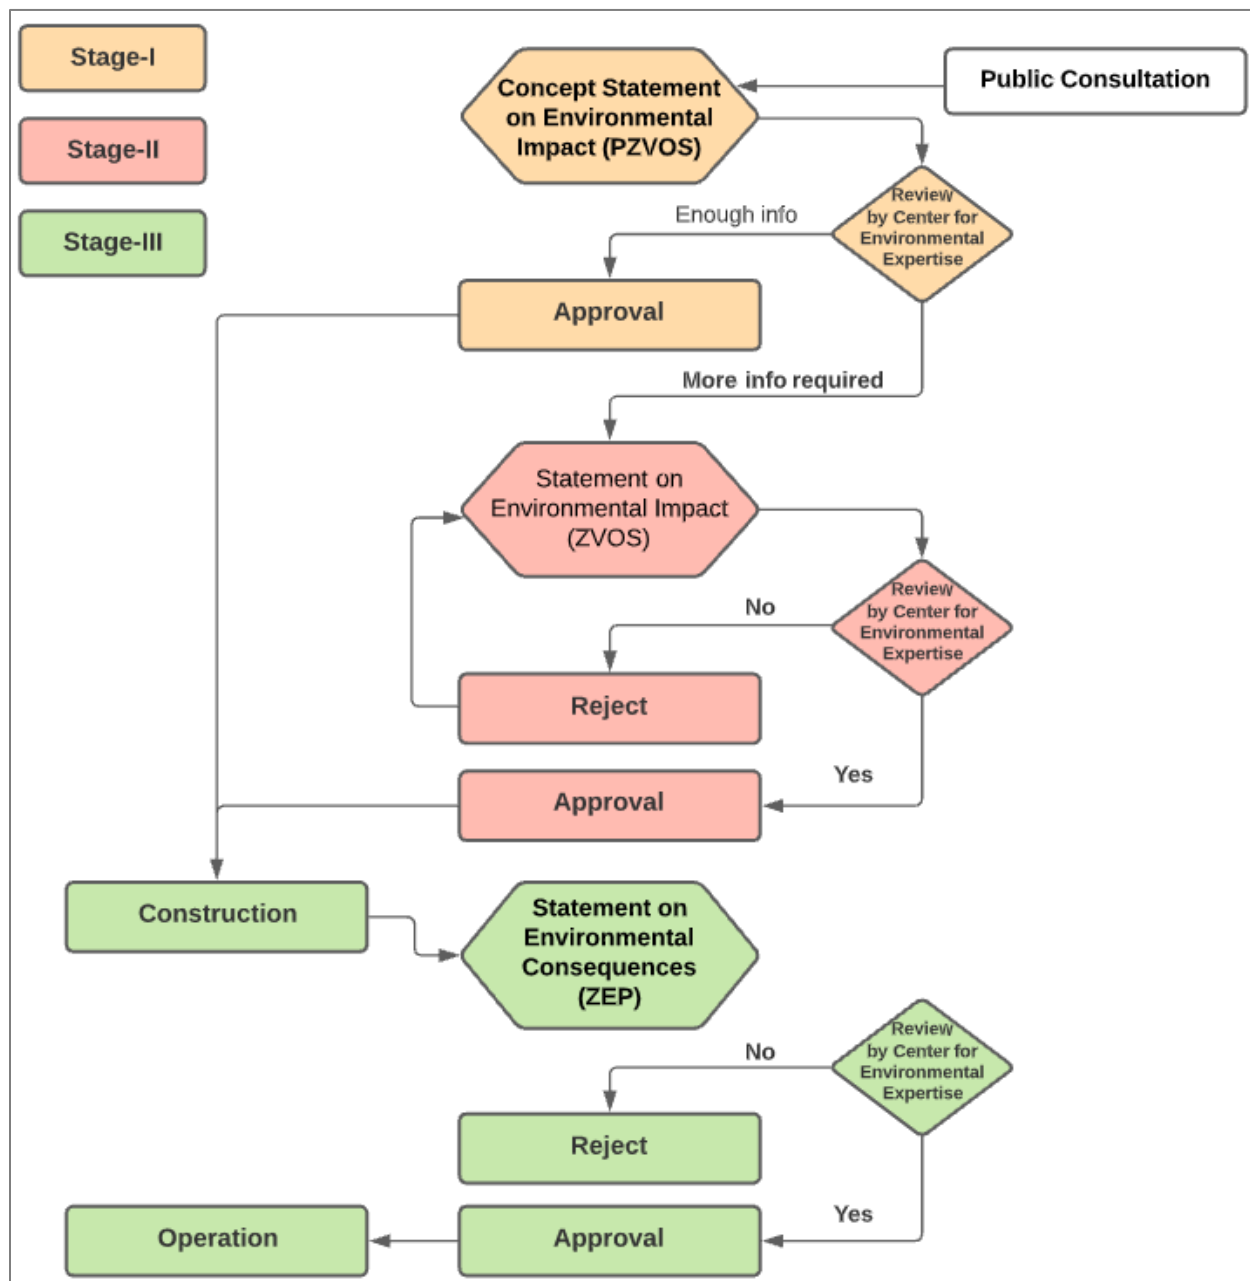 Stage-I
Stage-II
Stage-III
Concept Statement
on Environmental
Impact (PZVOS)
Public Consultation
Review
by Center for
Environmental
Expertise
Enough info
Approval
More info required
Statement on
Environmental Impact
(ZVOS)
Review
by Center for
Environmental
Expertise
No
Reject
Yes
Approval
Construction
Statement on
Environmental
Consequences
(ZEP)
Review
by Center for
Environmental
Expertise
No
Reject
Yes
Approval
Operation